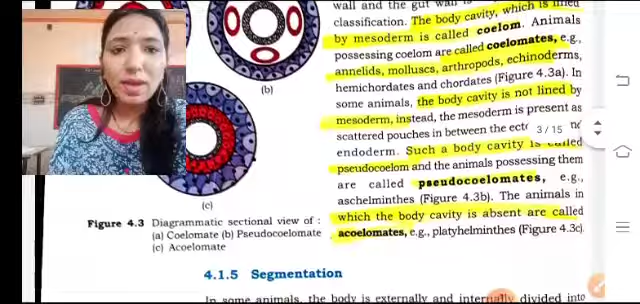 wall and the gut wall is
classification. The body cavity, which is lined
by mesoderm is called coelom. Animals
possessing coelom are called coelomates, e.g.,
annelids, molluscs, arthropods, echinoderms,
hemichordates and chordates (Figure 4.3a). In
some animals, the body cavity is not lined by
mesoderm, instead, the mesoderm is present as
scattered pouches in between the ect
3 / 15
endoderm. Such a body cavity is called
pseudocoelom and the animals possessing them
are called pseudocoelomates, e.g.,
aschelminthes (Figure 4.3b). The animals in
which the body cavity is absent are called
acoelomates, e.g., platyhelminthes (Figure 4.3c).
(b)
(c)
Figure 4.3 Diagrammatic sectional view of :
(a) Coelomate (b) Pseudocoelomate
(c) Acoelomate
4.1.5 Segmentation
In some animals, the body is externally and internally divided into